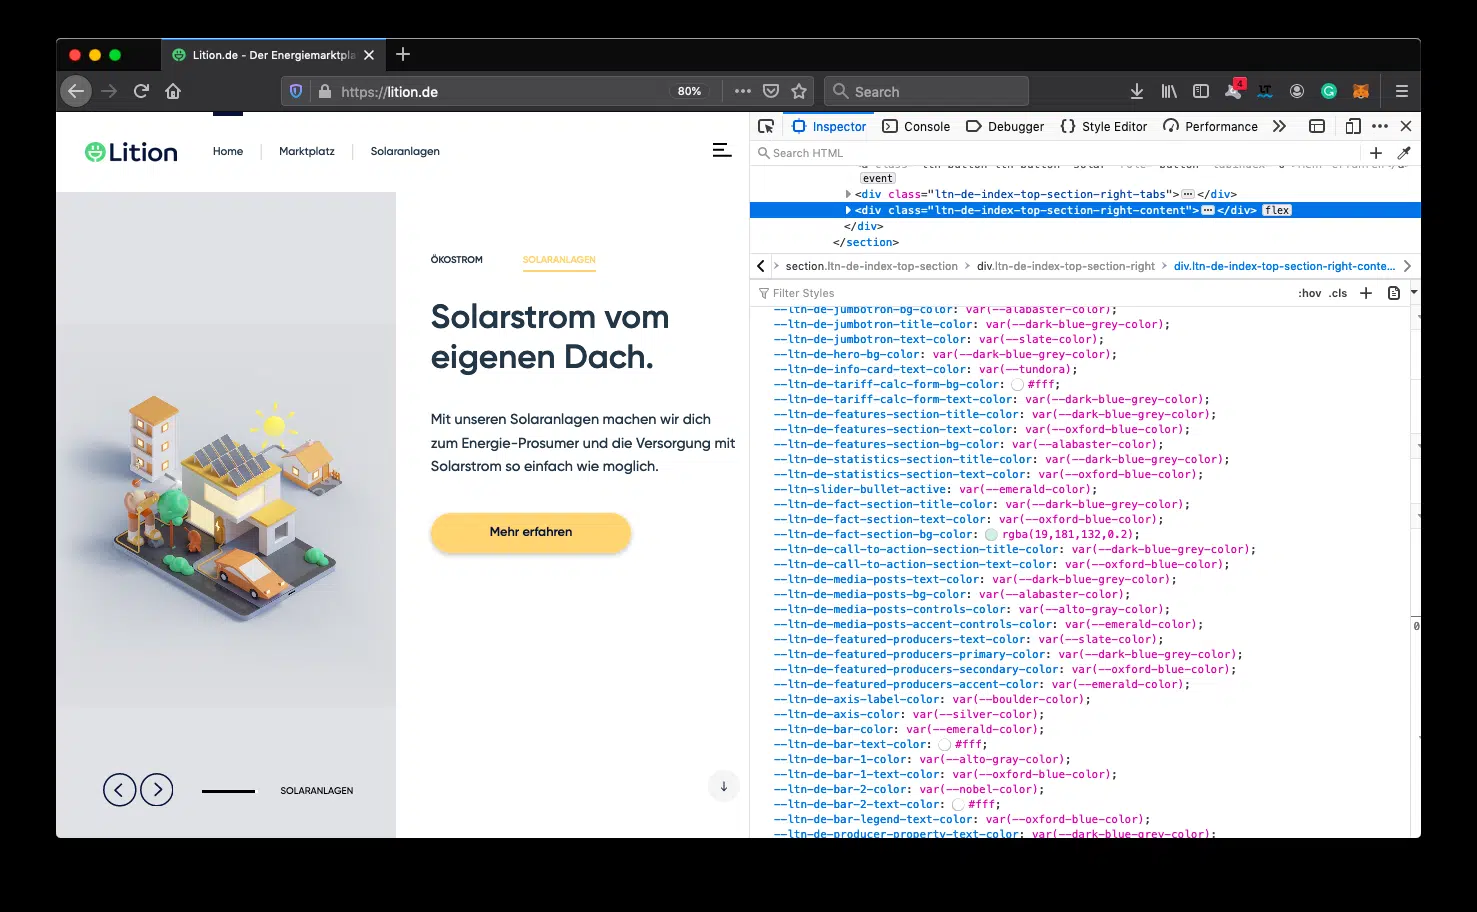 Lition.de - Der Energiemarktpla
https://lition.de
80%
Search
4
LT
Lition
Home
Marktplatz
Solaranlagen
ÖKOSTROM
SOLARANLAGEN
Solarstrom vom
eigenen Dach.
Mit unseren Solaranlagen machen wir dich
zum Energie-Prosumer und die Versorgung mit
Solarstrom so einfach wie moglich.
Mehr erfahren
SOLARANLAGEN
Inspector
Console
Debugger
Style Editor
Performance
Search HTML
event
<div class="ltn-de-index-top-section-right-tabs"></div>
<div class="ltn-de-index-top-section-right-content"></div> flex
</div>
</section>
section.ltn-de-index-top-section
div.ltn-de-index-top-section-right
div.ltn-de-index-top-section-right-conte...
Filter Styles
:hov .cls
--ltn-de-jumbotron-bg-color: var(--alabaster-color);
--ltn-de-jumbotron-title-color: var(--dark-blue-grey-color);
--ltn-de-jumbotron-text-color: var(--slate-color);
--ltn-de-hero-bg-color: var(--dark-blue-grey-color);
--ltn-de-info-card-text-color: var(--tundora);
--ltn-de-tariff-calc-form-bg-color: #fff;
--ltn-de-tariff-calc-form-text-color: var(--dark-blue-grey-color);
--ltn-de-features-section-title-color: var(--dark-blue-grey-color);
--ltn-de-features-section-text-color: var(--oxford-blue-color);
--ltn-de-features-section-bg-color: var(--alabaster-color);
--ltn-de-statistics-section-title-color: var(--dark-blue-grey-color);
--ltn-de-statistics-section-text-color: var(--oxford-blue-color);
--ltn-slider-bullet-active: var(--emerald-color);
--ltn-de-fact-section-title-color: var(--dark-blue-grey-color);
--ltn-de-fact-section-text-color: var(--oxford-blue-color);
--ltn-de-fact-section-bg-color: rgba(19,181,132,0.2);
--ltn-de-call-to-action-section-title-color: var(--dark-blue-grey-color);
--ltn-de-call-to-action-section-text-color: var(--oxford-blue-color);
--ltn-de-media-posts-text-color: var(--dark-blue-grey-color);
--ltn-de-media-posts-bg-color: var(--alabaster-color);
--ltn-de-media-posts-controls-color: var(--alto-gray-color);
--ltn-de-media-posts-accent-controls-color: var(--emerald-color);
--ltn-de-featured-producers-text-color: var(--slate-color);
--ltn-de-featured-producers-primary-color: var(--dark-blue-grey-color);
--ltn-de-featured-producers-secondary-color: var(--oxford-blue-color);
--ltn-de-featured-producers-accent-color: var(--emerald-color);
--ltn-de-axis-label-color: var(--boulder-color);
--ltn-de-axis-color: var(--silver-color);
--ltn-de-bar-color: var(--emerald-color);
--ltn-de-bar-text-color: #fff;
--ltn-de-bar-1-color: var(--alto-gray-color);
--ltn-de-bar-1-text-color: var(--oxford-blue-color);
--ltn-de-bar-2-color: var(--nobel-color);
--ltn-de-bar-2-text-color: #fff;
--ltn-de-bar-legend-text-color: var(--oxford-blue-color);
--ltn-de-producer-property-text-color: var(--dark-blue-grey-color);
0